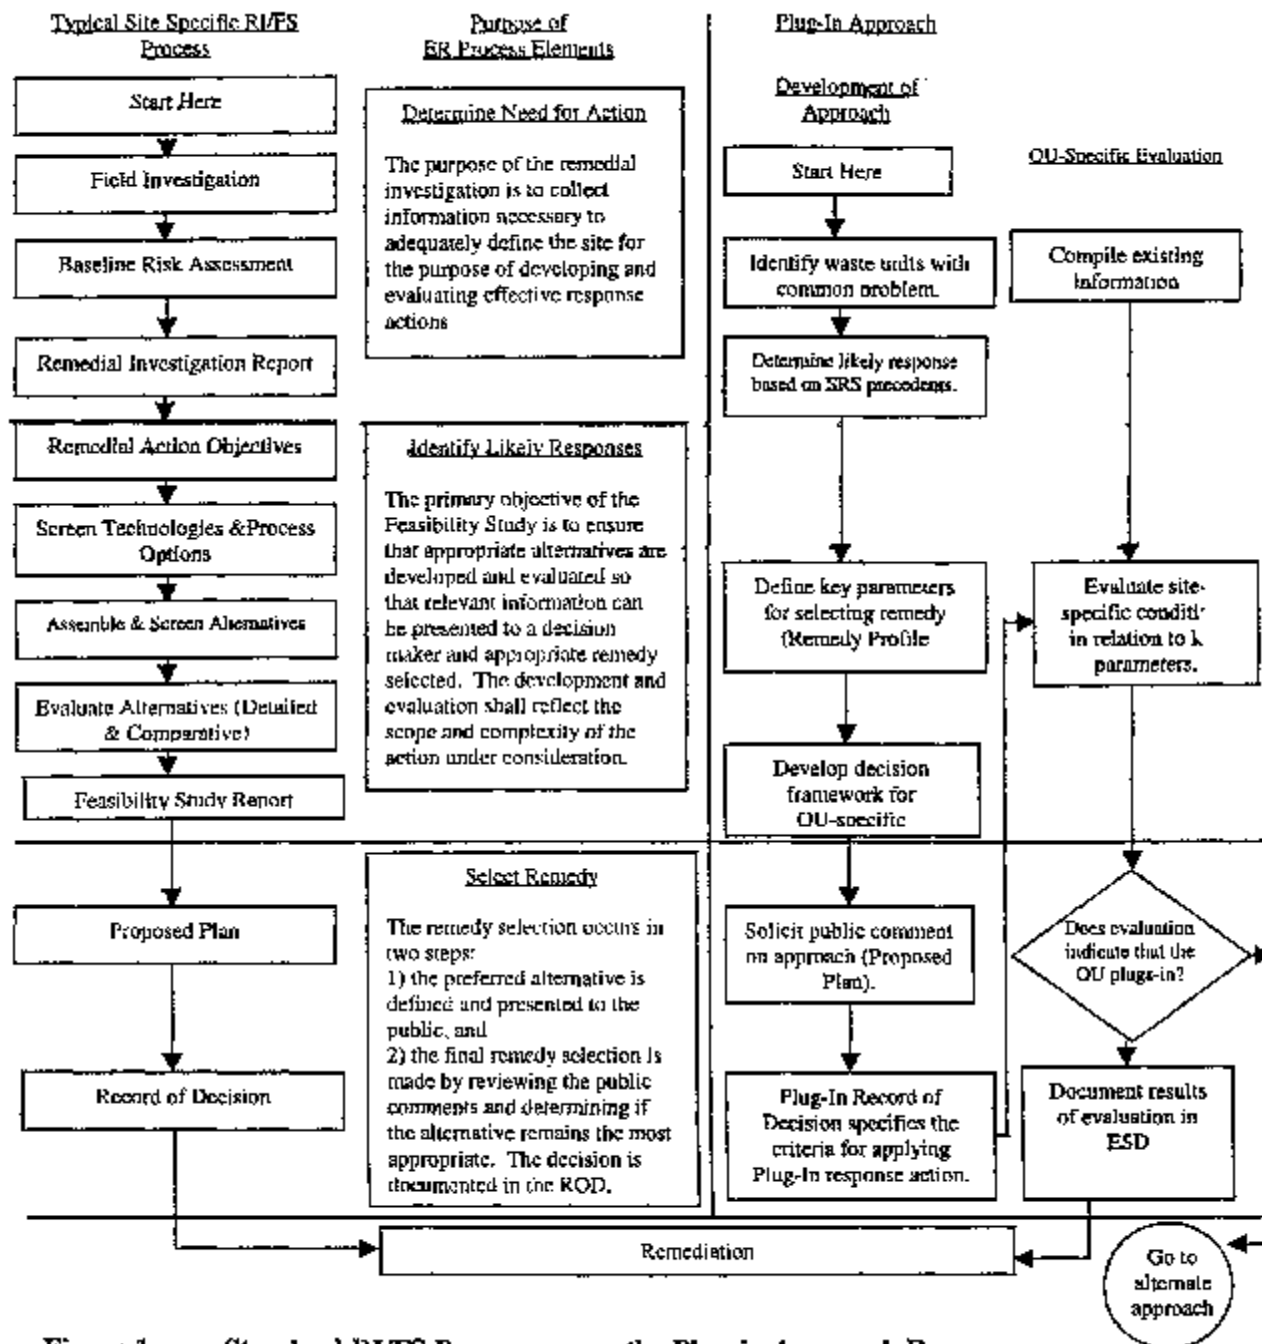 Typical Site Specific RI/FS
Process
Start Here
Field Investigation
Baseline Risk Assessment
Remedial Investigation Report
Remedial Action Objectives
Screen Technologies &Process
Options
Assemble & Screen Alternatives
Evaluate Alternatives (Detailed
& Comparative)
Feasibility Study Report
Proposed Plan
Record of Decision
Purpose of
ER Process Elements
Determine Need for Action
The purpose of the remedial
investigation is to collect
information necessary to
adequately define the site for
the purpose of developing and
evaluating effective response
actions
Identify Likely Responses
The primary objective of the
Feasibility Study is to ensure
that appropriate alternatives are
developed and evaluated so
that relevant information can
be presented to a decision
maker and appropriate remedy
selected. The development and
evaluation shall reflect the
scope and complexity of the
action under consideration.
Select Remedy
The remedy selection occurs in
two steps:
1) the preferred alternative is
defined and presented to the
public, and
2) the final remedy selection is
made by reviewing the public
comments and determining if
the alternative remains the most
appropriate. The decision is
documented in the ROD.
Plug-In Approach
Development of
Approach
Start Here
Identify waste units with
common problem.
Determine likely response
based on SRS precedents.
Define key parameters
for selecting remedy
(Remedy Profile
Develop decision
framework for
OU-specific
Solicit public comment
on approach (Proposed
Plan).
Plug-In Record of
Decision specifies the
criteria for applying
Plug-In response action.
OU-Specific Evaluation
Compile existing
information
Evaluate site-
specific condit
in relation to k
parameters.
Does evaluation
indicate that the
OU plugs-in?
Document results
of evaluation in
ESD
Remediation
Go to
alternate
approach